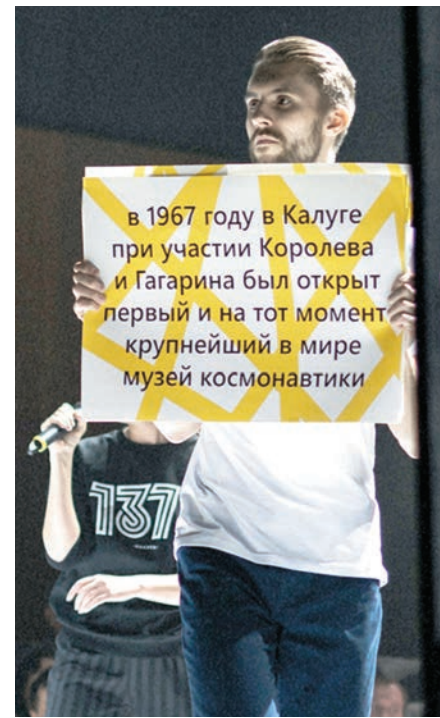 в 1967 году в Калуге
при участии Королева
и Гагарина был открыт
первый и на тот момент
крупнейший в мире
музей космонавтики
137